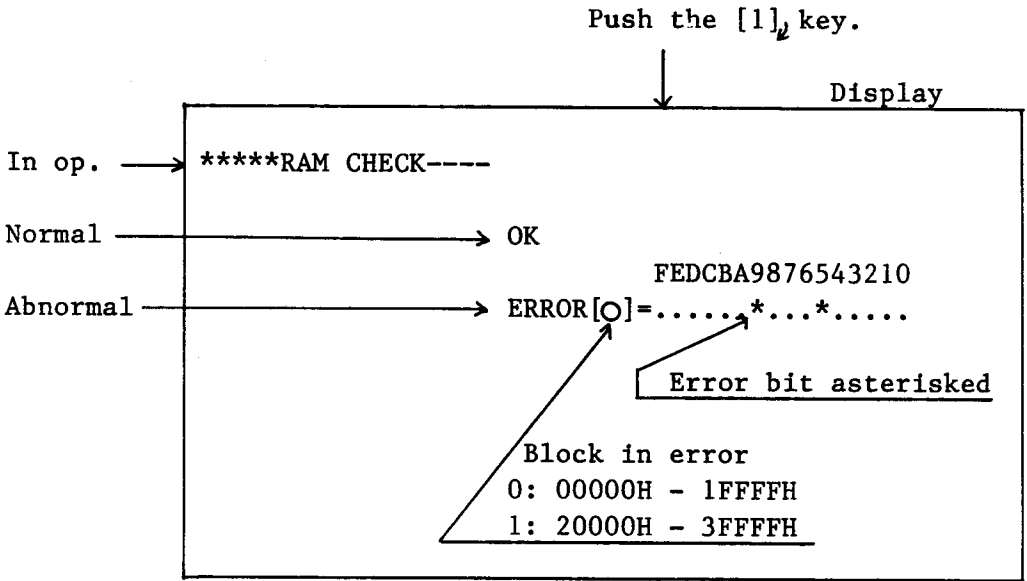 Push the [1]↲ key.
Display
In op.
*****RAM CHECK----
Normal
OK
FEDCBA9876543210
Abnormal
ERROR[O]=......*...*.....
Error bit asterisked
Block in error
0: 00000H - 1FFFFH
1: 20000H - 3FFFFH